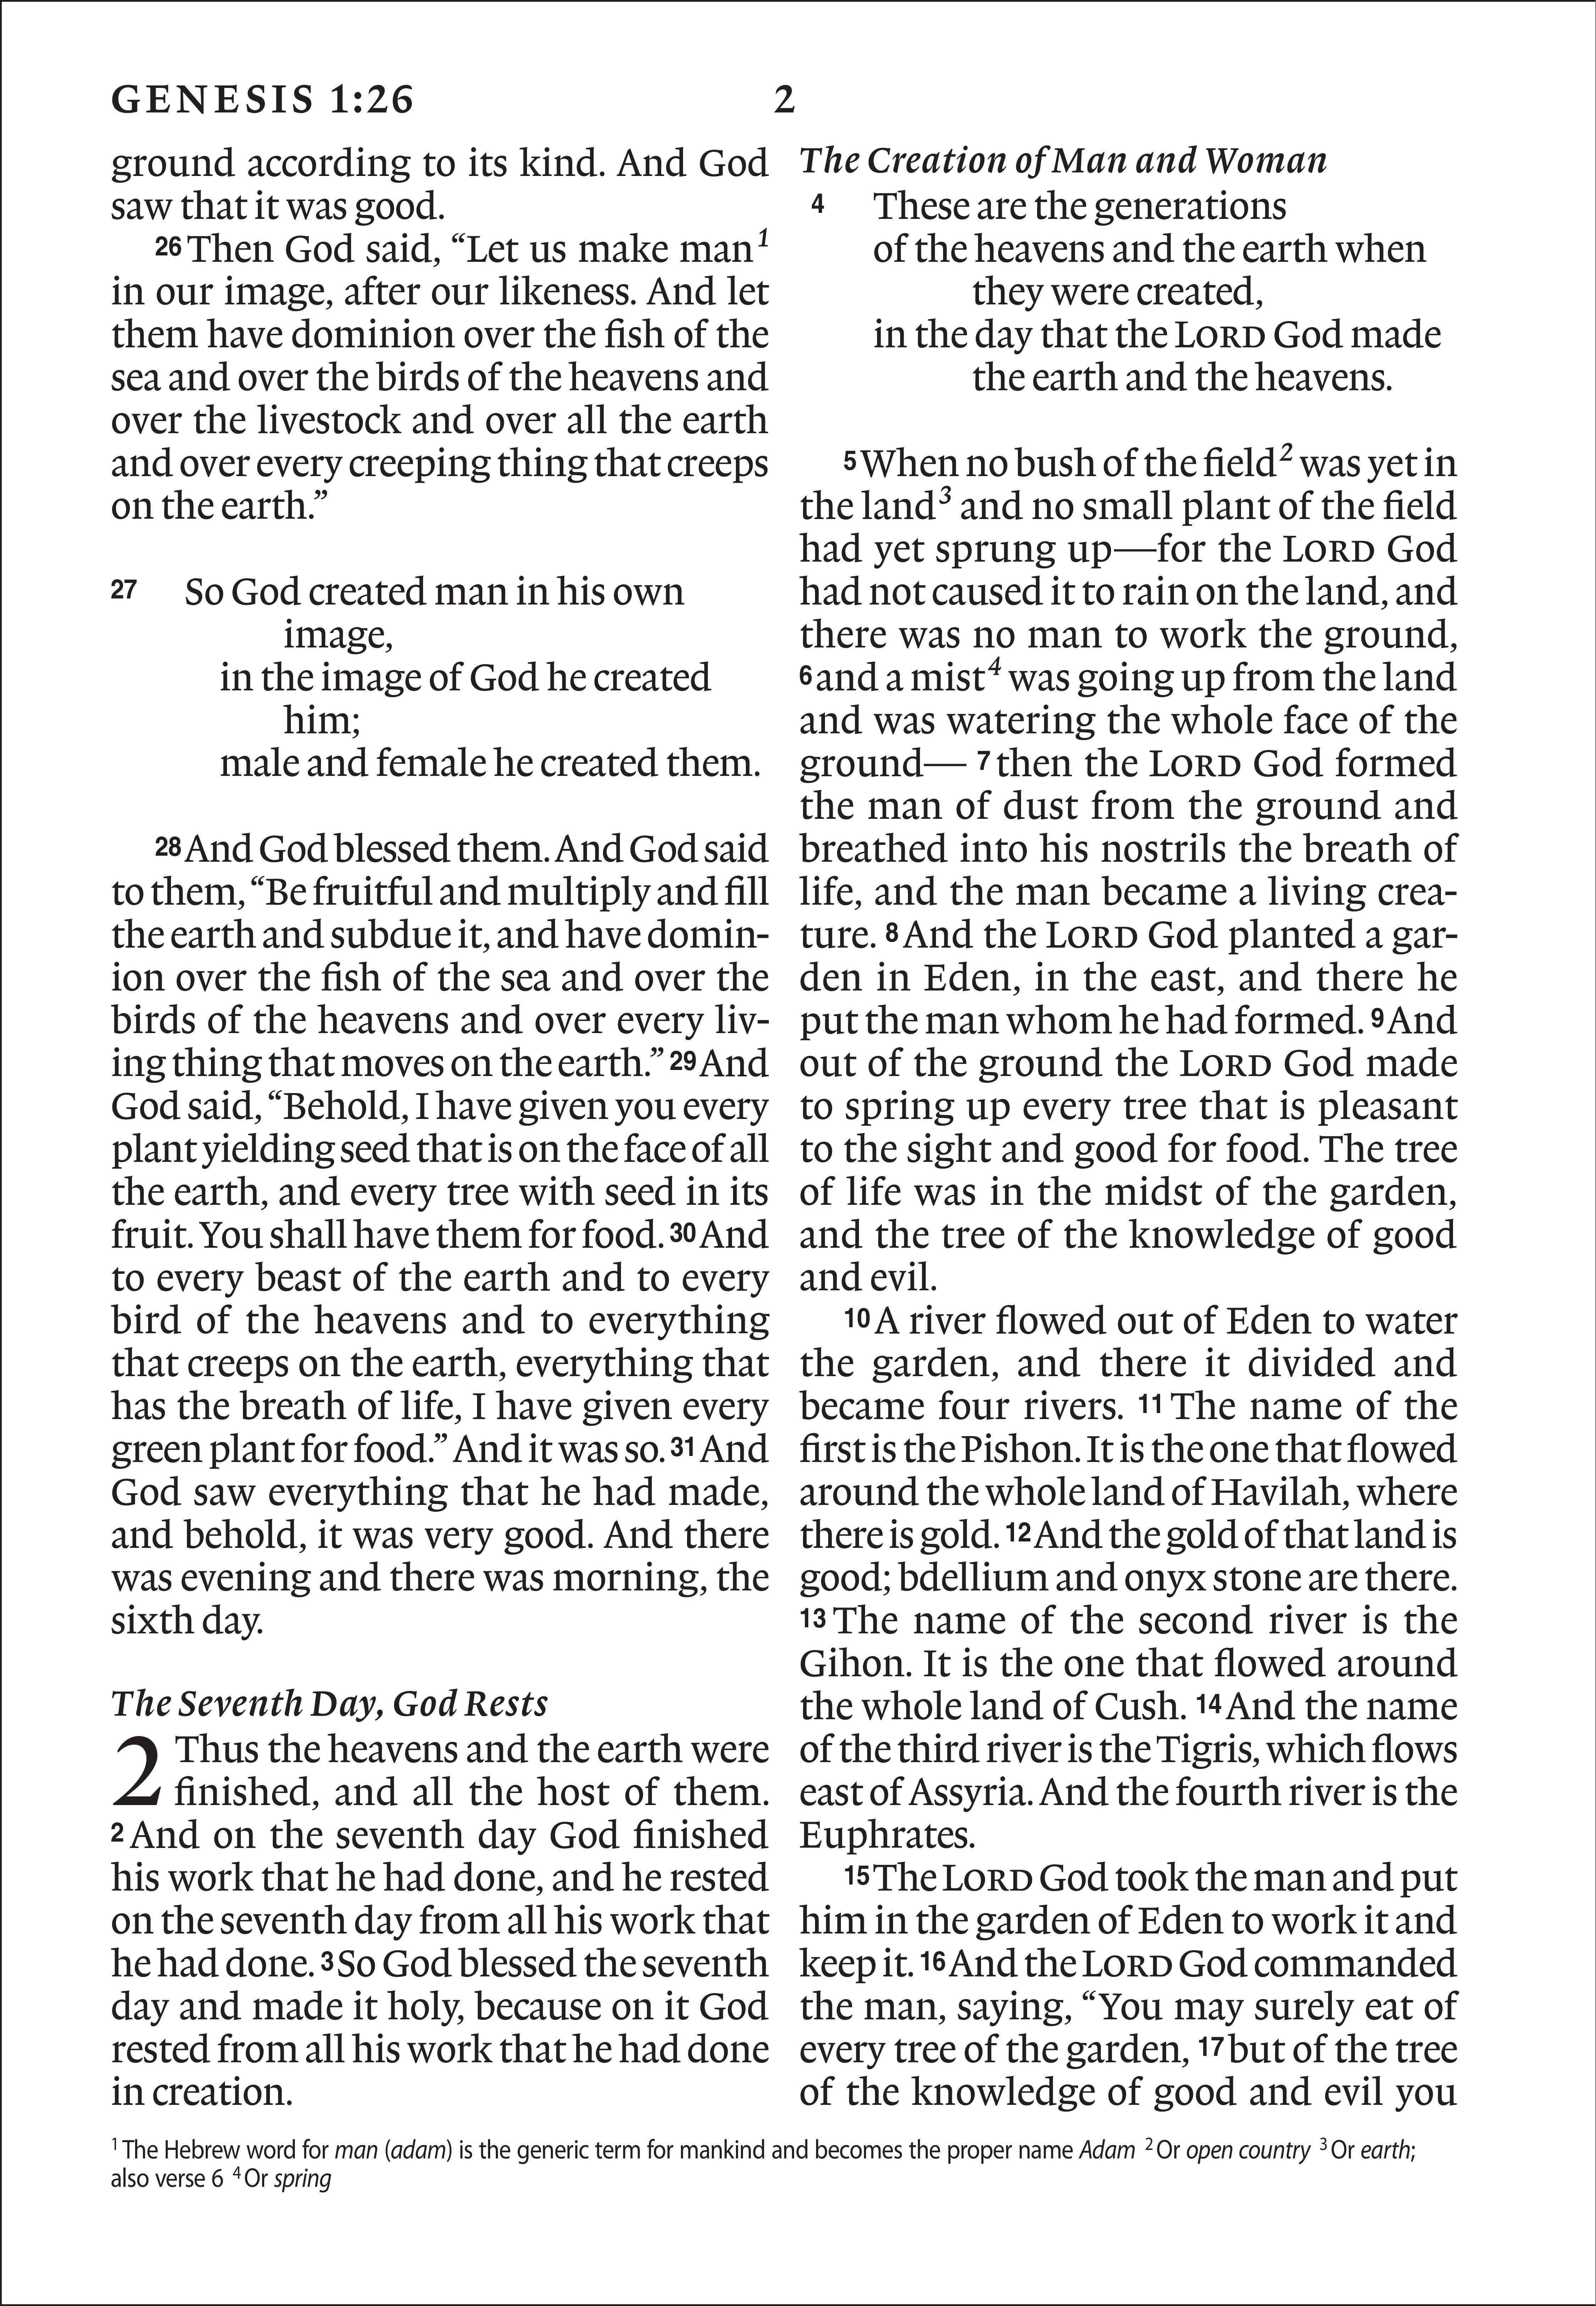 GENESIS 1:26 2
ground according to its kind. And God
saw that it was good.
26 Then God said, “Let us make man1
in our image, after our likeness. And let
them have dominion over the fish of the
sea and over the birds of the heavens and
over the livestock and over all the earth
and over every creeping thing that creeps
on the earth.”
27 So God created man in his own
image,
in the image of God he created
him;
male and female he created them.
28 And God blessed them. And God said
to them, “Be fruitful and multiply and fill
the earth and subdue it, and have domin-
ion over the fish of the sea and over the
birds of the heavens and over every liv-
ing thing that moves on the earth.” 29 And
God said, “Behold, I have given you every
plant yielding seed that is on the face of all
the earth, and every tree with seed in its
fruit. You shall have them for food. 30 And
to every beast of the earth and to every
bird of the heavens and to everything
that creeps on the earth, everything that
has the breath of life, I have given every
green plant for food.” And it was so. 31 And
God saw everything that he had made,
and behold, it was very good. And there
was evening and there was morning, the
sixth day.
The Seventh Day, God Rests
2 Thus the heavens and the earth were
finished, and all the host of them.
2 And on the seventh day God finished
his work that he had done, and he rested
on the seventh day from all his work that
he had done. 3 So God blessed the seventh
day and made it holy, because on it God
rested from all his work that he had done
in creation.
The Creation of Man and Woman
4 These are the generations
of the heavens and the earth when
they were created,
in the day that the LORD God made
the earth and the heavens.
5 When no bush of the field2 was yet in
the land3 and no small plant of the field
had yet sprung up—for the LORD God
had not caused it to rain on the land, and
there was no man to work the ground,
6 and a mist4 was going up from the land
and was watering the whole face of the
ground— 7 then the LORD God formed
the man of dust from the ground and
breathed into his nostrils the breath of
life, and the man became a living crea-
ture. 8 And the LORD God planted a gar-
den in Eden, in the east, and there he
put the man whom he had formed. 9 And
out of the ground the LORD God made
to spring up every tree that is pleasant
to the sight and good for food. The tree
of life was in the midst of the garden,
and the tree of the knowledge of good
and evil.
10 A river flowed out of Eden to water
the garden, and there it divided and
became four rivers. 11 The name of the
first is the Pishon. It is the one that flowed
around the whole land of Havilah, where
there is gold. 12 And the gold of that land is
good; bdellium and onyx stone are there.
13 The name of the second river is the
Gihon. It is the one that flowed around
the whole land of Cush. 14 And the name
of the third river is the Tigris, which flows
east of Assyria. And the fourth river is the
Euphrates.
15 The LORD God took the man and put
him in the garden of Eden to work it and
keep it. 16 And the LORD God commanded
the man, saying, “You may surely eat of
every tree of the garden, 17 but of the tree
of the knowledge of good and evil you
1 The Hebrew word for man (adam) is the generic term for mankind and becomes the proper name Adam 2 Or open country 3 Or earth;
also verse 6 4 Or spring